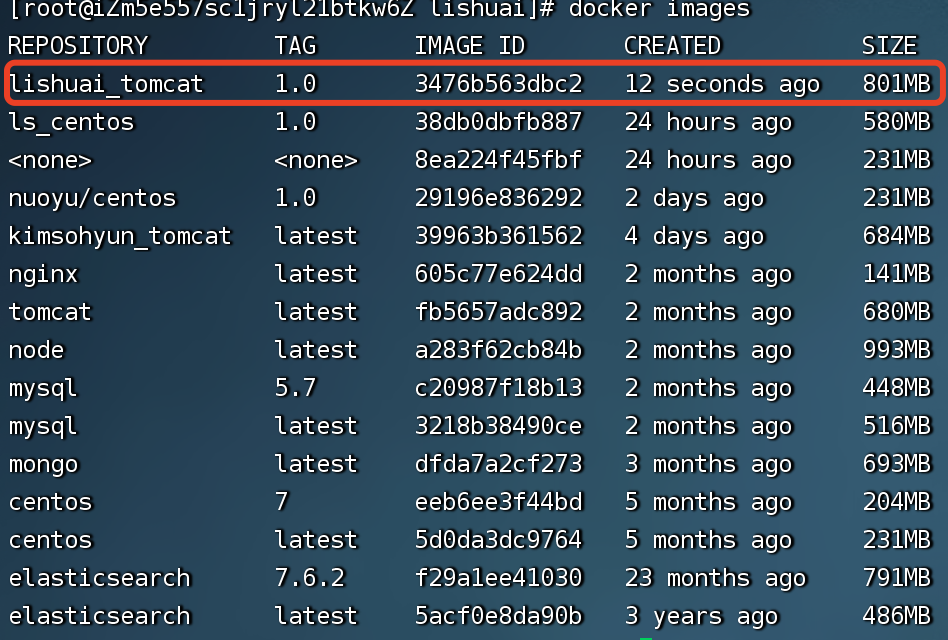 [root@iZm5e557sc1jryl21btkw6Z lishuai]# docker images
REPOSITORY TAG IMAGE ID CREATED SIZE
lishuai_tomcat 1.0 3476b563dbc2 12 seconds ago 801MB
ls_centos 1.0 38db0dbfb887 24 hours ago 580MB
<none> <none> 8ea224f45fbf 24 hours ago 231MB
nuoyu/centos 1.0 29196e836292 2 days ago 231MB
kimsohyun_tomcat latest 39963b361562 4 days ago 684MB
nginx latest 605c77e624dd 2 months ago 141MB
tomcat latest fb5657adc892 2 months ago 680MB
node latest a283f62cb84b 2 months ago 993MB
mysql 5.7 c20987f18b13 2 months ago 448MB
mysql latest 3218b38490ce 2 months ago 516MB
mongo latest dfda7a2cf273 3 months ago 693MB
centos 7 eeb6ee3f44bd 5 months ago 204MB
centos latest 5d0da3dc9764 5 months ago 231MB
elasticsearch 7.6.2 f29a1ee41030 23 months ago 791MB
elasticsearch latest 5acf0e8da90b 3 years ago 486MB